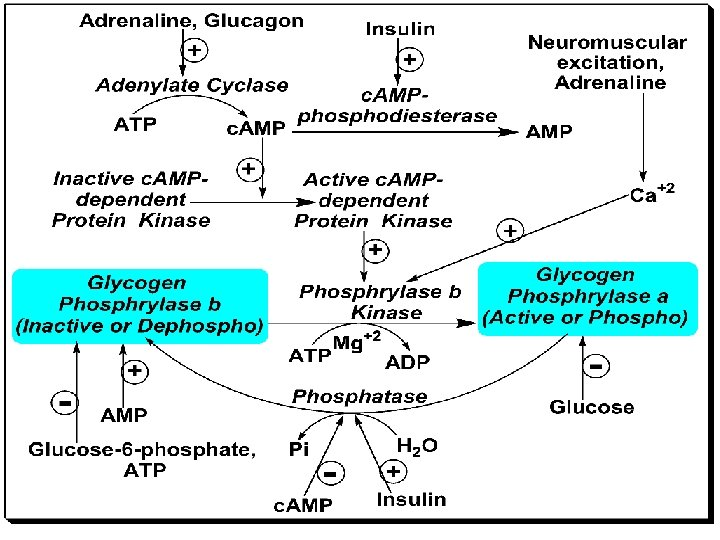 Adrenaline, Glucagon
+
Adenylate Cyclase
ATP
c.AMP
Insulin
+
c.AMP-
phosphodiesterase
AMP
Neuromuscular
excitation,
Adrenaline
Ca+2
+
Inactive c.AMP-
dependent
Protein Kinase
+
Active c.AMP-
dependent
Protein Kinase
+
Glycogen
Phosphrylase b
(Inactive or Dephospho)
Phosphrylase b
Kinase
ATP
Mg+2
ADP
Glycogen
Phosphrylase a
(Active or Phospho)
-
Glucose
-
+
AMP
Glucose-6-phosphate,
ATP
Phosphatase
Pi
H2O
-
+
c.AMP
Insulin